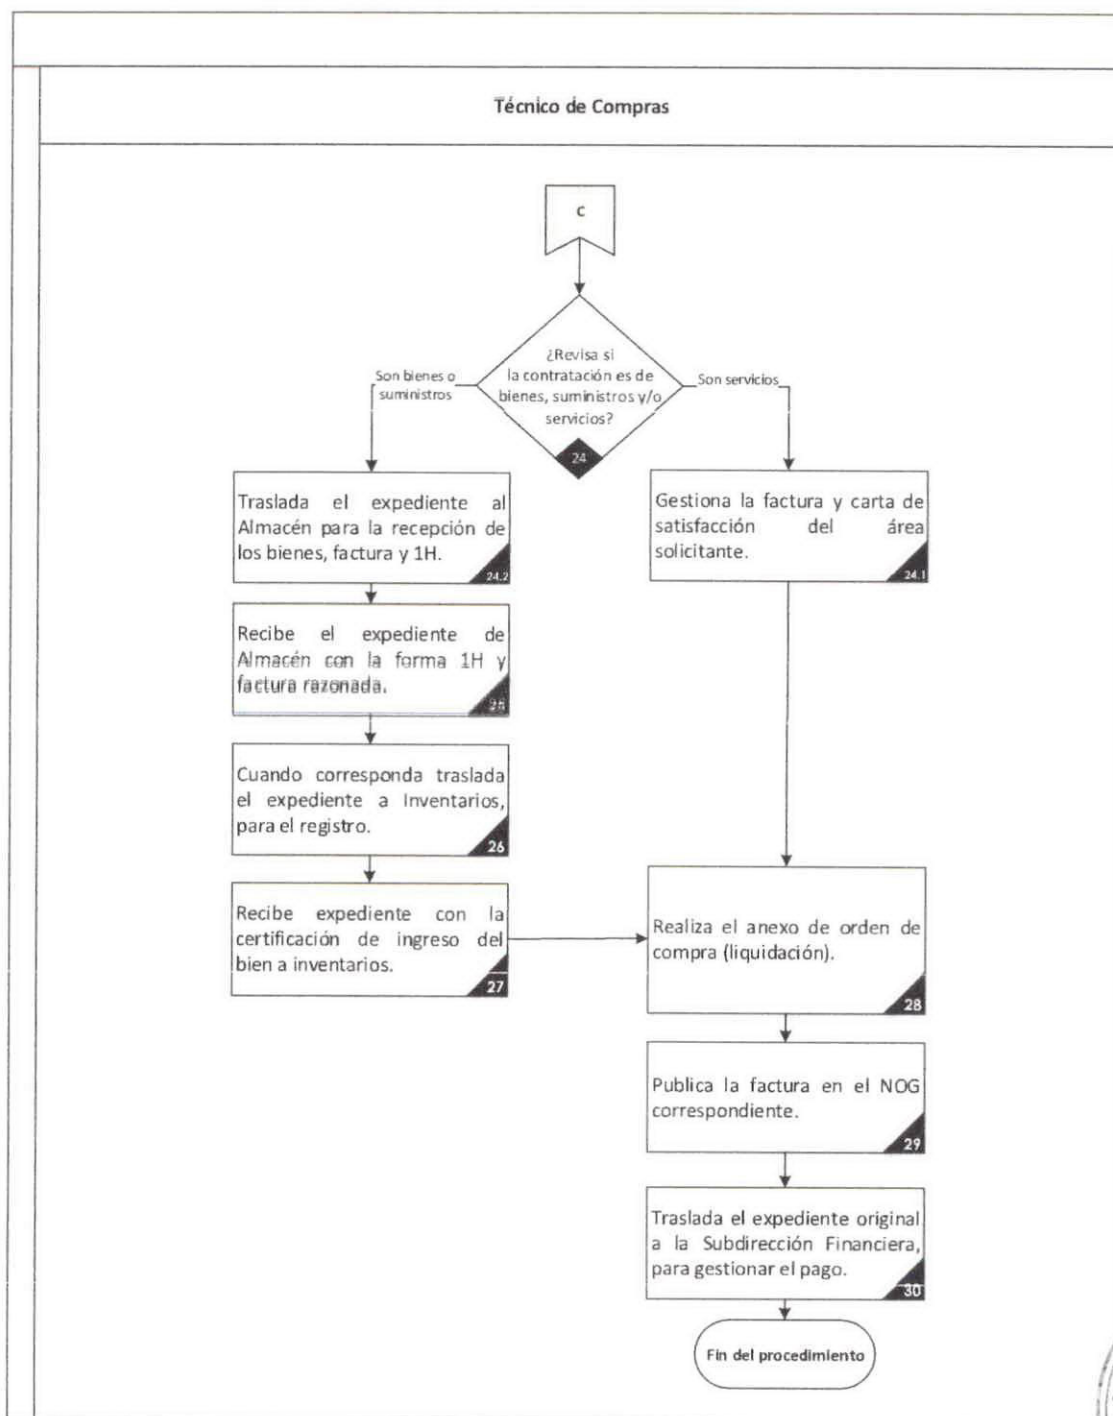 Técnico de Compras
C
¿Revisa si
la contratación es de
bienes, suministros y/o
servicios?
24
Son bienes o
suministros
Son servicios
Traslada el expediente al
Almacén para la recepción de
los bienes, factura y 1H.
24.2
Gestiona la factura y carta de
satisfacción del área
solicitante.
24.1
Recibe el expediente de
Almacén con la forma 1H y
factura razonada.
25
Cuando corresponda traslada
el expediente a Inventarios,
para el registro.
26
Recibe expediente con la
certificación de ingreso del
bien a inventarios.
27
Realiza el anexo de orden de
compra (liquidación).
28
Publica la factura en el NOG
correspondiente.
29
Traslada el expediente original
a la Subdirección Financiera,
para gestionar el pago.
30
Fin del procedimiento